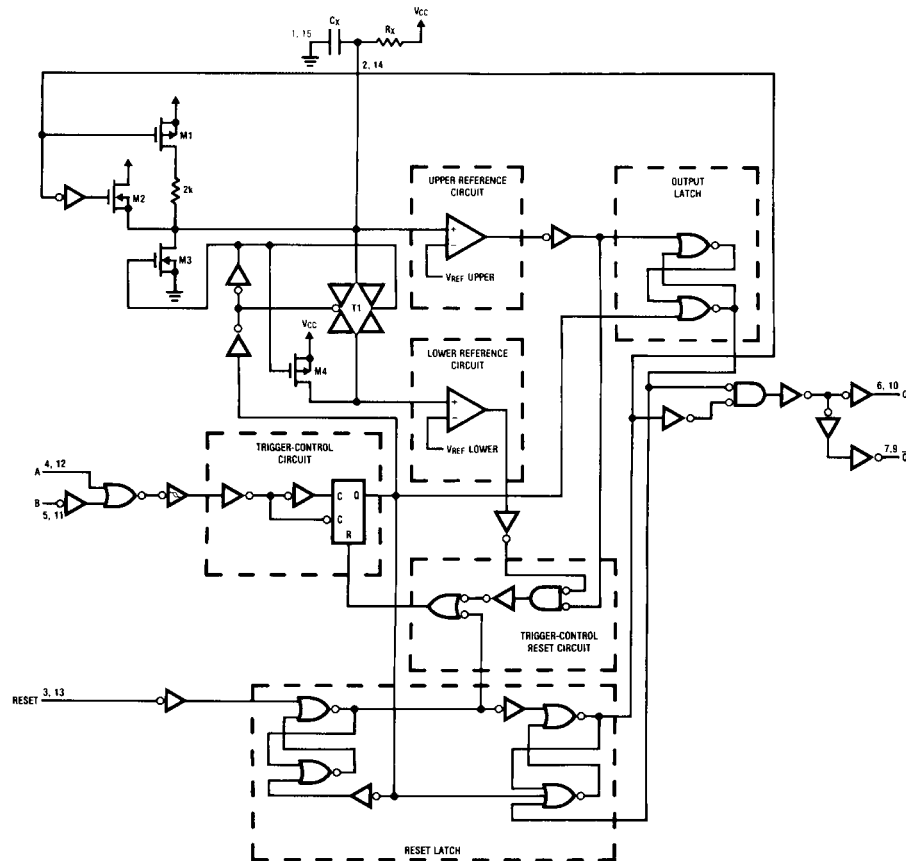 VCC
CX
RX
1, 15
2, 14
M1
2k
M2
M3
UPPER REFERENCE
CIRCUIT
+
−
VREF UPPER
OUTPUT
LATCH
T1
VCC
M4
LOWER REFERENCE
CIRCUIT
+
−
VREF LOWER
6, 10
Q
7,9
Q̅
TRIGGER-CONTROL
CIRCUIT
4, 12
A
B
5, 11
C Q
C
R
TRIGGER-CONTROL
RESET CIRCUIT
3, 13
RESET
RESET LATCH